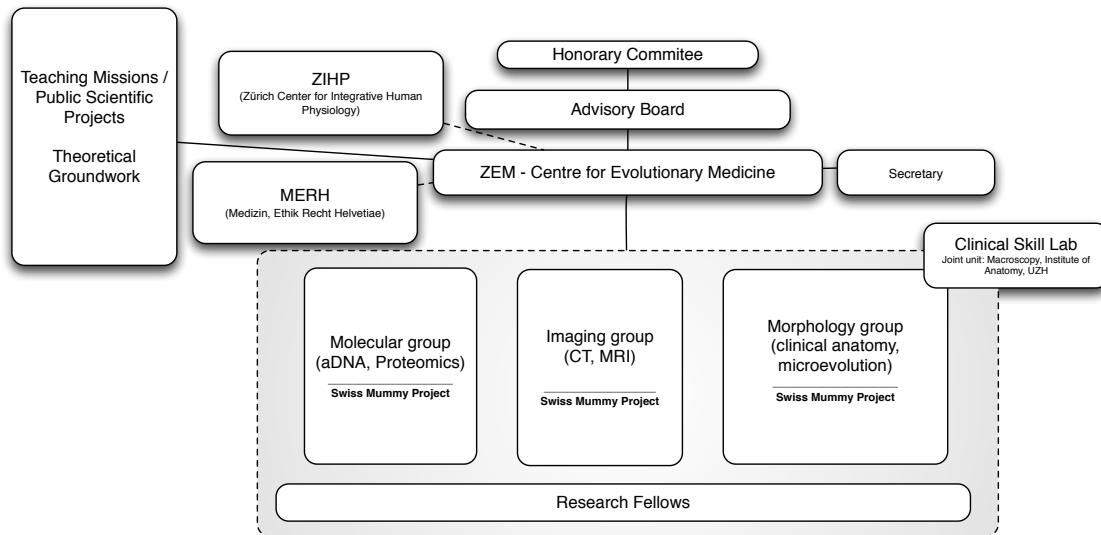 Teaching Missions /
Public Scientific
Projects
Theoretical
Groundwork
ZIHP
(Zürich Center for Integrative Human
Physiology)
MERH
(Medizin, Ethik Recht Helvetiae)
Honorary Commitee
Advisory Board
ZEM - Centre for Evolutionary Medicine
Secretary
Clinical Skill Lab
Joint unit: Macroscopy, Institute of
Anatomy, UZH
Molecular group
(aDNA, Proteomics)
Swiss Mummy Project
Imaging group
(CT, MRI)
Swiss Mummy Project
Morphology group
(clinical anatomy,
microevolution)
Swiss Mummy Project
Research Fellows